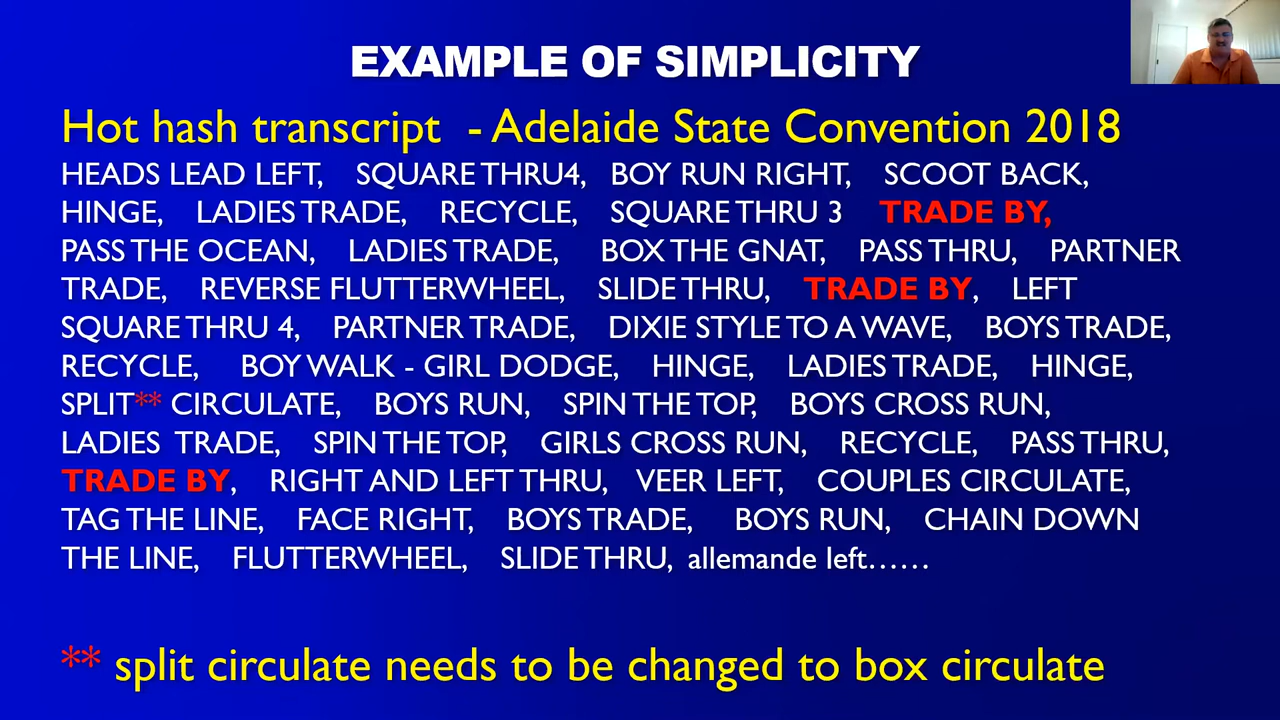 EXAMPLE OF SIMPLICITY
Hot hash transcript - Adelaide State Convention 2018
HEADS LEAD LEFT, SQUARE THRU4, BOY RUN RIGHT, SCOOT BACK,
HINGE, LADIES TRADE, RECYCLE, SQUARE THRU 3 TRADE BY,
PASS THE OCEAN, LADIES TRADE, BOX THE GNAT, PASS THRU, PARTNER
TRADE, REVERSE FLUTTERWHEEL, SLIDE THRU, TRADE BY, LEFT
SQUARE THRU 4, PARTNER TRADE, DIXIE STYLE TO A WAVE, BOYS TRADE,
RECYCLE, BOY WALK - GIRL DODGE, HINGE, LADIES TRADE, HINGE,
SPLIT** CIRCULATE, BOYS RUN, SPIN THE TOP, BOYS CROSS RUN,
LADIES TRADE, SPIN THE TOP, GIRLS CROSS RUN, RECYCLE, PASS THRU,
TRADE BY, RIGHT AND LEFT THRU, VEER LEFT, COUPLES CIRCULATE,
TAG THE LINE, FACE RIGHT, BOYS TRADE, BOYS RUN, CHAIN DOWN
THE LINE, FLUTTERWHEEL, SLIDE THRU, allemande left......
** split circulate needs to be changed to box circulate